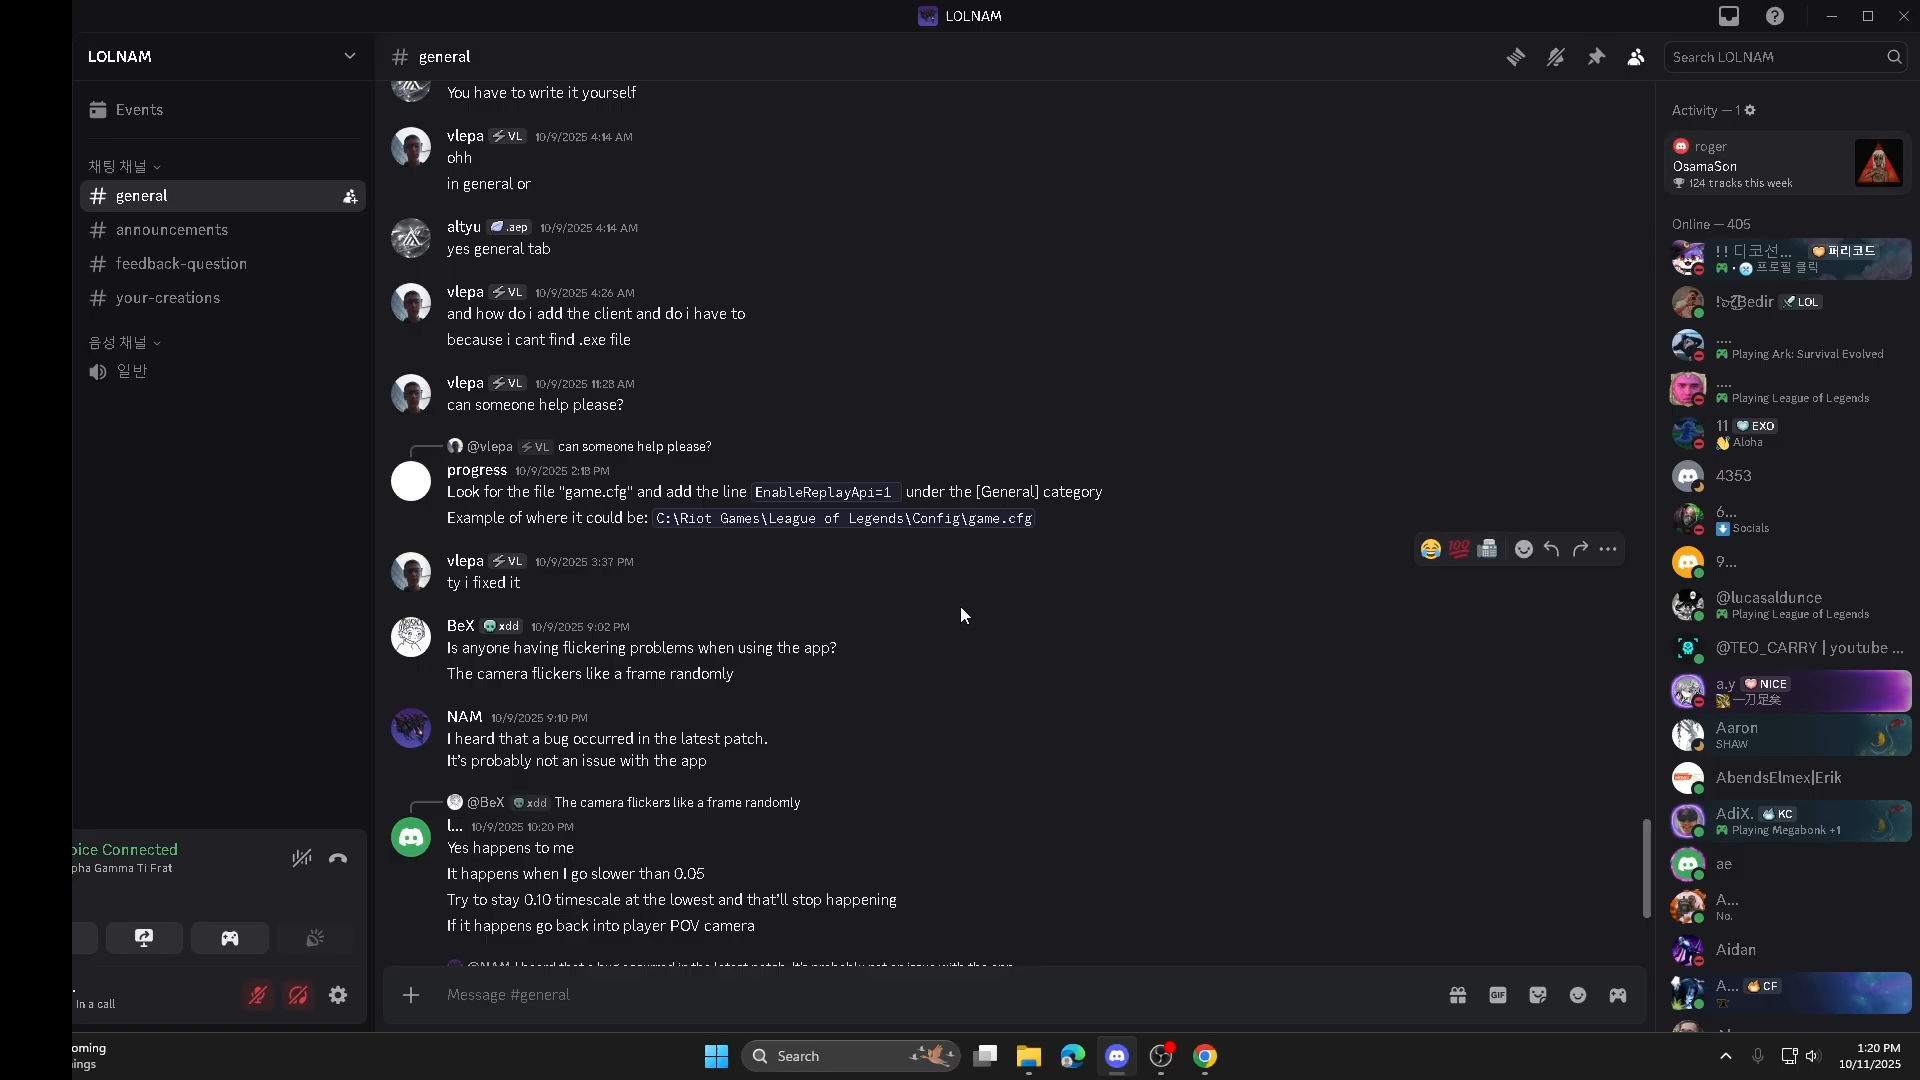 LOLNAM
LOLNAM
general
Search LOLNAM
Events
채팅 채널
general
announcements
feedback-question
your-creations
음성 채널
일반
You have to write it yourself
vlepa VL 10/9/2025 4:14 AM
ohh
in general or
altyu .aep 10/9/2025 4:14 AM
yes general tab
vlepa VL 10/9/2025 4:26 AM
and how do i add the client and do i have to
because i cant find .exe file
vlepa VL 10/9/2025 11:28 AM
can someone help please?
@vlepa VL can someone help please?
progress 10/9/2025 2:18 PM
Look for the file "game.cfg" and add the line EnableReplayApi=1 under the [General] category
Example of where it could be: C:\Riot Games\League of Legends\Config\game.cfg
vlepa VL 10/9/2025 3:37 PM
ty i fixed it
BeX xdd 10/9/2025 9:02 PM
Is anyone having flickering problems when using the app?
The camera flickers like a frame randomly
NAM 10/9/2025 9:10 PM
I heard that a bug occurred in the latest patch.
It's probably not an issue with the app
@BeX xdd The camera flickers like a frame randomly
l... 10/9/2025 10:20 PM
Yes happens to me
It happens when I go slower than 0.05
Try to stay 0.10 timescale at the lowest and that'll stop happening
If it happens go back into player POV camera
Message #general
GIF
Activity — 1
roger
OsamaSon
124 tracks this week
Online — 405
!! 디코선... 퍼리코드
• 프로필 클릭
Bedir LOL
....
Playing Ark: Survival Evolved
....
Playing League of Legends
11 EXO
Aloha
4353
6...
Socials
9...
@lucasaldunce
Playing League of Legends
@TEO_CARRY | youtube ...
a.y NICE
一刀足矣
Aaron
SHAW
AbendsElmex|Erik
AdiX. KC
Playing Megabonk +1
ae
A...
No.
Aidan
A... CF
oice Connected
pha Gamma Ti Frat
In a call
oming
ings
Search
1:20 PM
10/11/2025